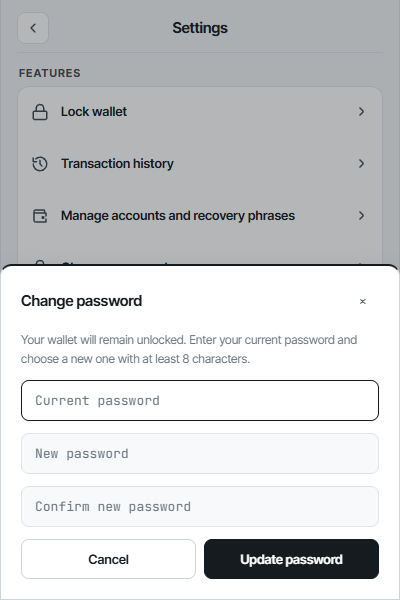 Settings
FEATURES
Lock wallet
Transaction history
Manage accounts and recovery phrases
Change password
Your wallet will remain unlocked. Enter your current password and
choose a new one with at least 8 characters.
Current password
New password
Confirm new password
Cancel
Update password